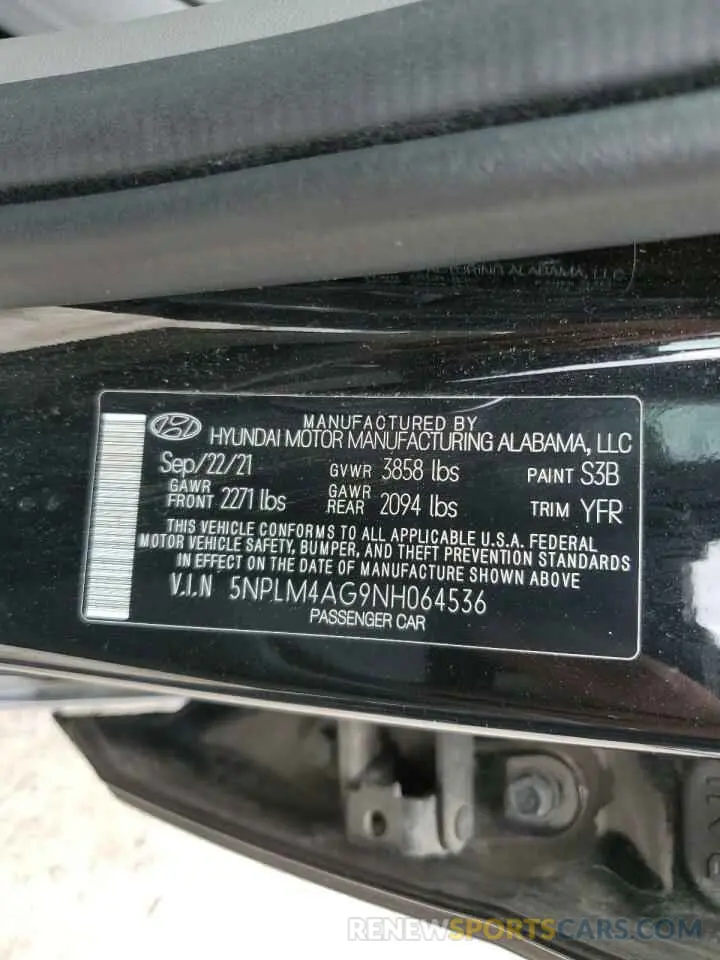 MANUFACTURED BY
HYUNDAI MOTOR MANUFACTURING ALABAMA, LLC
Sep/22/21 GVWR 3858 lbs PAINT S3B
GAWR FRONT 2271 lbs GAWR REAR 2094 lbs TRIM YFR
THIS VEHICLE CONFORMS TO ALL APPLICABLE U.S.A. FEDERAL
MOTOR VEHICLE SAFETY, BUMPER, AND THEFT PREVENTION STANDARDS
IN EFFECT ON THE DATE OF MANUFACTURE SHOWN ABOVE
V.I.N 5NPLM4AG9NH064536
PASSENGER CAR
RENEWSPORTSCARS.COM